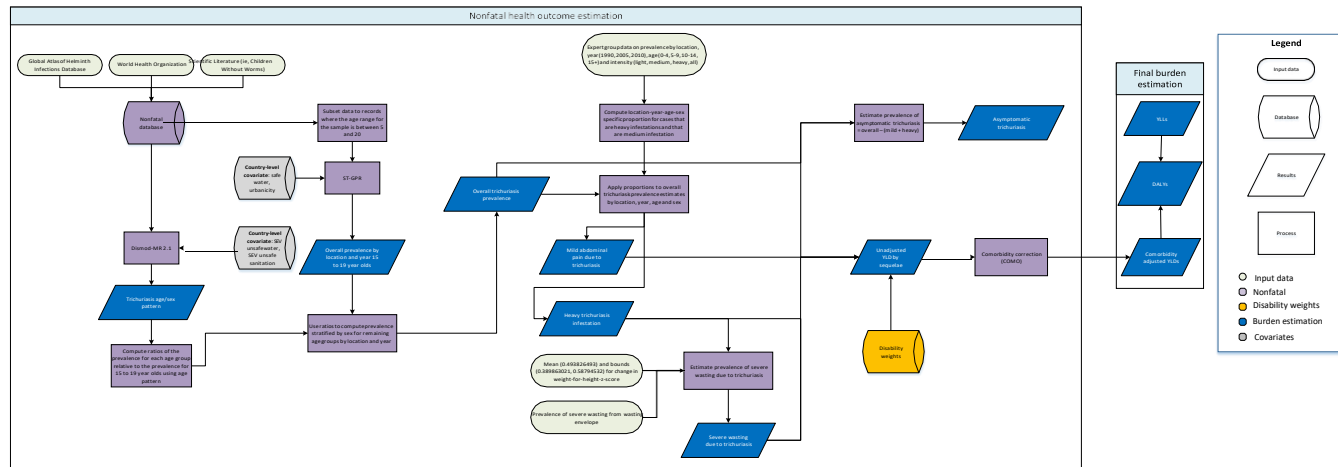 Nonfatal health outcome estimation
Global Atlas of Helminth
Infections Database
World Health Organization
Scientific Literature (ie, Children
Without Worms)
Nonfatal
database
Subset data to records
where the age range for
the sample is between 5
and 20
Country-level
covariate: safe
water,
urbanicity
ST-GPR
Dismod-MR 2.1
Country-level
covariate: SEV
unsafe water,
SEV unsafe
sanitation
Overall prevalence by
location and year 15
to 19 year olds
Trichuriasis age/sex
pattern
Compute ratios of the
prevalence for each age group
relative to the prevalence for
15 to 19 year olds using age
pattern
Use ratios to compute prevalence
stratified by sex for remaining
age groups by location and year
Expert group data on prevalence by location,
year (1990, 2005, 2010), age (0-4, 5-9, 10-14,
15+) and intensity (light, medium, heavy, all)
Compute location-year-age-sex
specific proportion for cases that
are heavy infestations and that
are medium infestation
Overall trichuriasis
prevalence
Apply proportions to overall
trichuriasis prevalence estimates
by location, year, age and sex
Mild abdominal
pain due to
trichuriasis
Heavy trichuriasis
infestation
Mean (0.493826493) and bounds
(0.389863021, 0.58794532) for change in
weight-for-height-z-score
Estimate prevalence of severe
wasting due to trichuriasis
Prevalence of severe wasting from wasting
envelope
Severe wasting
due to trichuriasis
Estimate prevalence of
asymptomatic trichuriasis
= overall – (mild + heavy)
Asymptomatic
trichuriasis
Unadjusted
YLD by
sequelae
Comorbidity correction
(COMO)
Disability
weights
Final burden
estimation
YLLs
DALYs
Comorbidity
adjusted YLDs
Legend
Input data
Database
Results
Process
Input data
Nonfatal
Disability weights
Burden estimation
Covariates